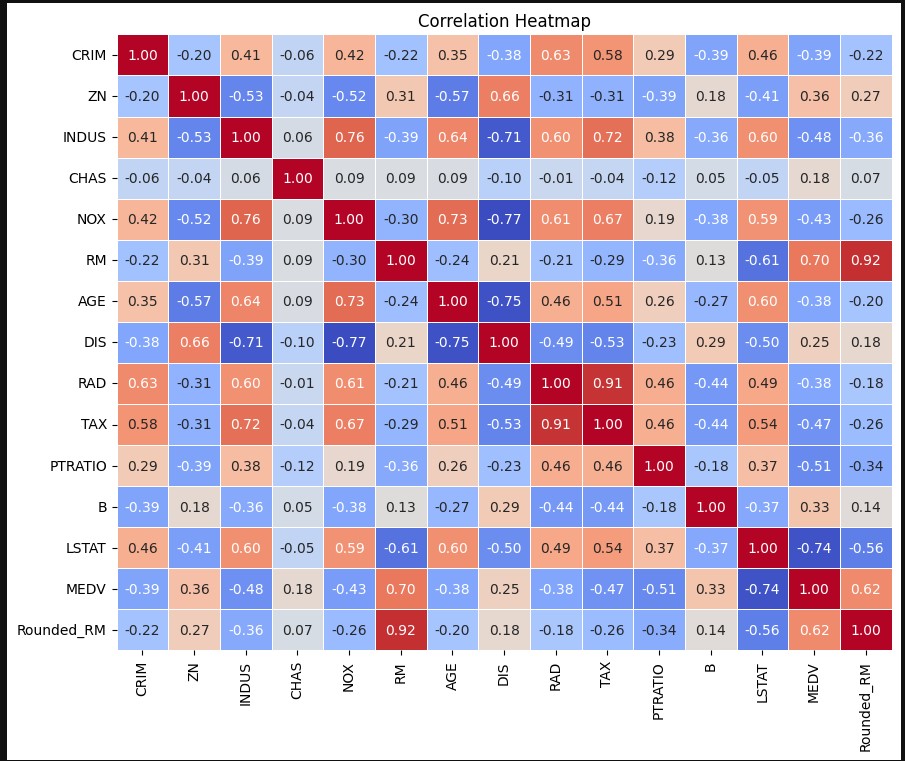 Correlation Heatmap
CRIM 1.00 -0.20 0.41 -0.06 0.42 -0.22 0.35 -0.38 0.63 0.58 0.29 -0.39 0.46 -0.39 -0.22
ZN -0.20 1.00 -0.53 -0.04 -0.52 0.31 -0.57 0.66 -0.31 -0.31 -0.39 0.18 -0.41 0.36 0.27
INDUS 0.41 -0.53 1.00 0.06 0.76 -0.39 0.64 -0.71 0.60 0.72 0.38 -0.36 0.60 -0.48 -0.36
CHAS -0.06 -0.04 0.06 1.00 0.09 0.09 0.09 -0.10 -0.01 -0.04 -0.12 0.05 -0.05 0.18 0.07
NOX 0.42 -0.52 0.76 0.09 1.00 -0.30 0.73 -0.77 0.61 0.67 0.19 -0.38 0.59 -0.43 -0.26
RM -0.22 0.31 -0.39 0.09 -0.30 1.00 -0.24 0.21 -0.21 -0.29 -0.36 0.13 -0.61 0.70 0.92
AGE 0.35 -0.57 0.64 0.09 0.73 -0.24 1.00 -0.75 0.46 0.51 0.26 -0.27 0.60 -0.38 -0.20
DIS -0.38 0.66 -0.71 -0.10 -0.77 0.21 -0.75 1.00 -0.49 -0.53 -0.23 0.29 -0.50 0.25 0.18
RAD 0.63 -0.31 0.60 -0.01 0.61 -0.21 0.46 -0.49 1.00 0.91 0.46 -0.44 0.49 -0.38 -0.18
TAX 0.58 -0.31 0.72 -0.04 0.67 -0.29 0.51 -0.53 0.91 1.00 0.46 -0.44 0.54 -0.47 -0.26
PTRATIO 0.29 -0.39 0.38 -0.12 0.19 -0.36 0.26 -0.23 0.46 0.46 1.00 -0.18 0.37 -0.51 -0.34
B -0.39 0.18 -0.36 0.05 -0.38 0.13 -0.27 0.29 -0.44 -0.44 -0.18 1.00 -0.37 0.33 0.14
LSTAT 0.46 -0.41 0.60 -0.05 0.59 -0.61 0.60 -0.50 0.49 0.54 0.37 -0.37 1.00 -0.74 -0.56
MEDV -0.39 0.36 -0.48 0.18 -0.43 0.70 -0.38 0.25 -0.38 -0.47 -0.51 0.33 -0.74 1.00 0.62
Rounded_RM -0.22 0.27 -0.36 0.07 -0.26 0.92 -0.20 0.18 -0.18 -0.26 -0.34 0.14 -0.56 0.62 1.00
CRIM ZN INDUS CHAS NOX RM AGE DIS RAD TAX PTRATIO B LSTAT MEDV Rounded_RM